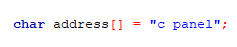 char address[] = "c panel";